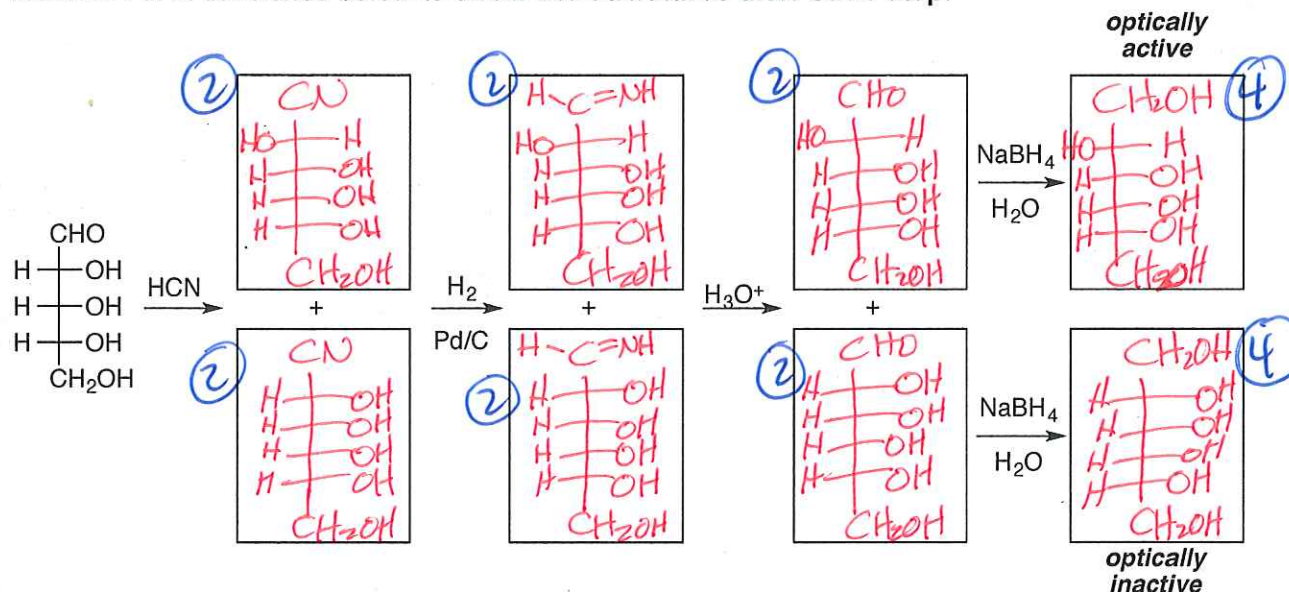 optically
active
2
CN
HO H
H OH
H OH
H OH
CH2OH
+
2
CN
H OH
H OH
H OH
H OH
CH2OH
CHO
H OH
H OH
H OH
CH2OH
HCN
2
H C=NH
HO H
H OH
H OH
H OH
CH2OH
+
2
H C=NH
H OH
H OH
H OH
H OH
CH2OH
H2
Pd/C
2
CHO
HO H
H OH
H OH
H OH
CH2OH
+
2
CHO
H OH
H OH
H OH
H OH
CH2OH
H3O+
NaBH4
H2O
4
CH2OH
HO H
H OH
H OH
H OH
CH2OH
NaBH4
H2O
4
CH2OH
H OH
H OH
H OH
H OH
CH2OH
optically
inactive